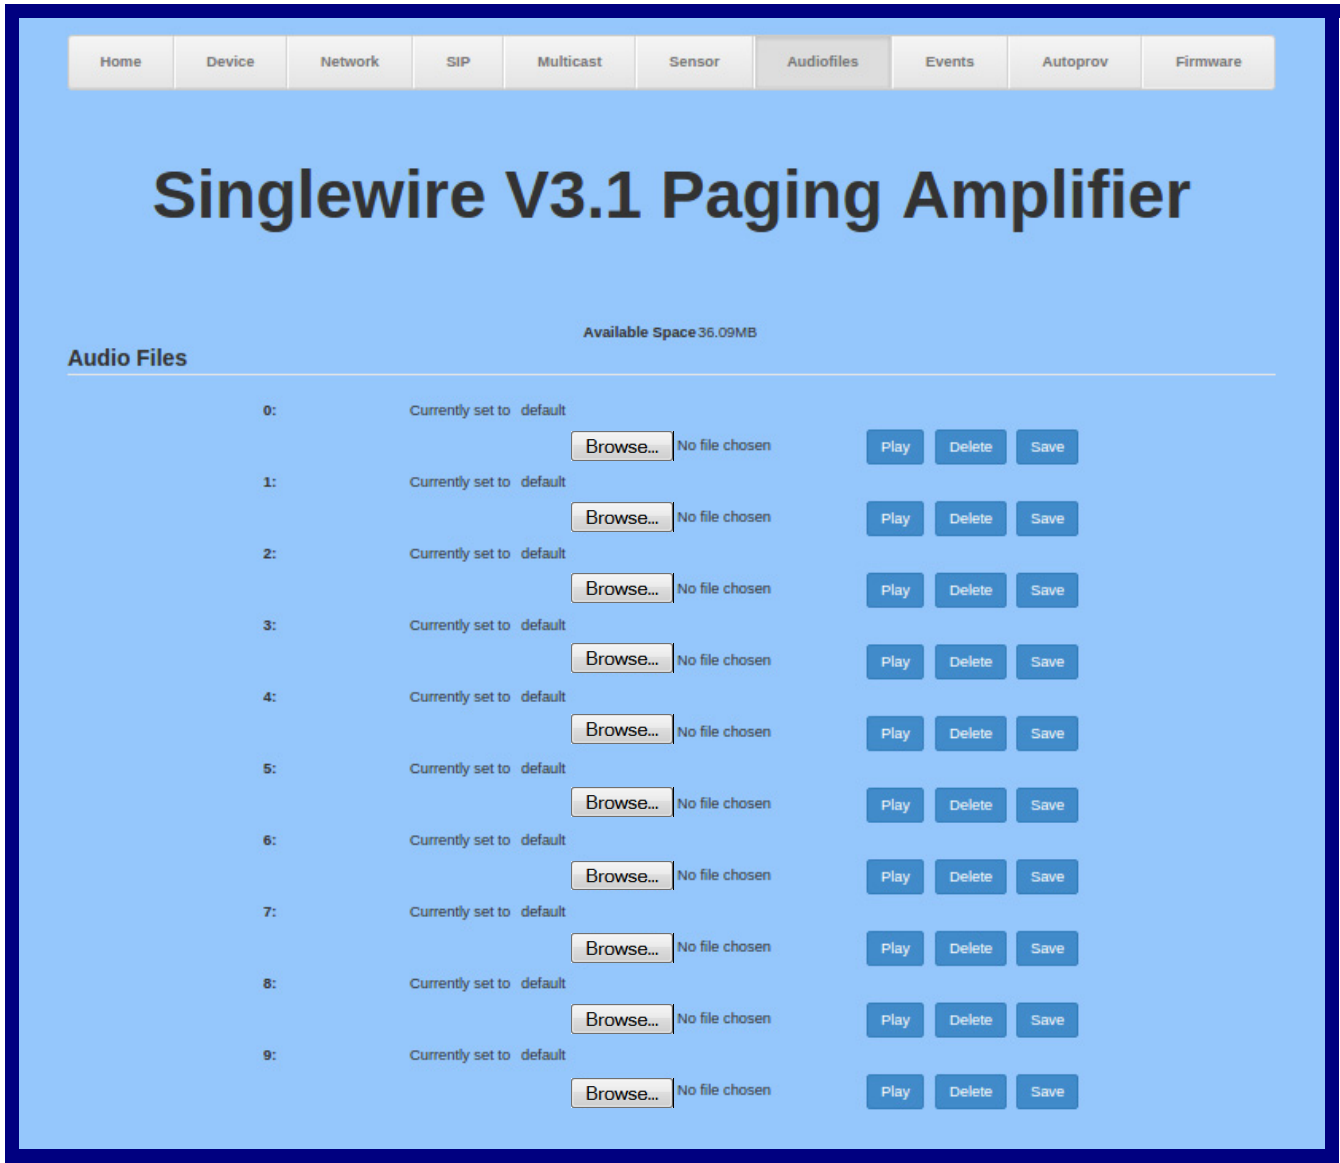 Home Device Network SIP Multicast Sensor Audiofiles Events Autoprov Firmware
Singlewire V3.1 Paging Amplifier
Available Space 36.09MB
Audio Files
0: Currently set to default
Browse... No file chosen Play Delete Save
1: Currently set to default
Browse... No file chosen Play Delete Save
2: Currently set to default
Browse... No file chosen Play Delete Save
3: Currently set to default
Browse... No file chosen Play Delete Save
4: Currently set to default
Browse... No file chosen Play Delete Save
5: Currently set to default
Browse... No file chosen Play Delete Save
6: Currently set to default
Browse... No file chosen Play Delete Save
7: Currently set to default
Browse... No file chosen Play Delete Save
8: Currently set to default
Browse... No file chosen Play Delete Save
9: Currently set to default
Browse... No file chosen Play Delete Save